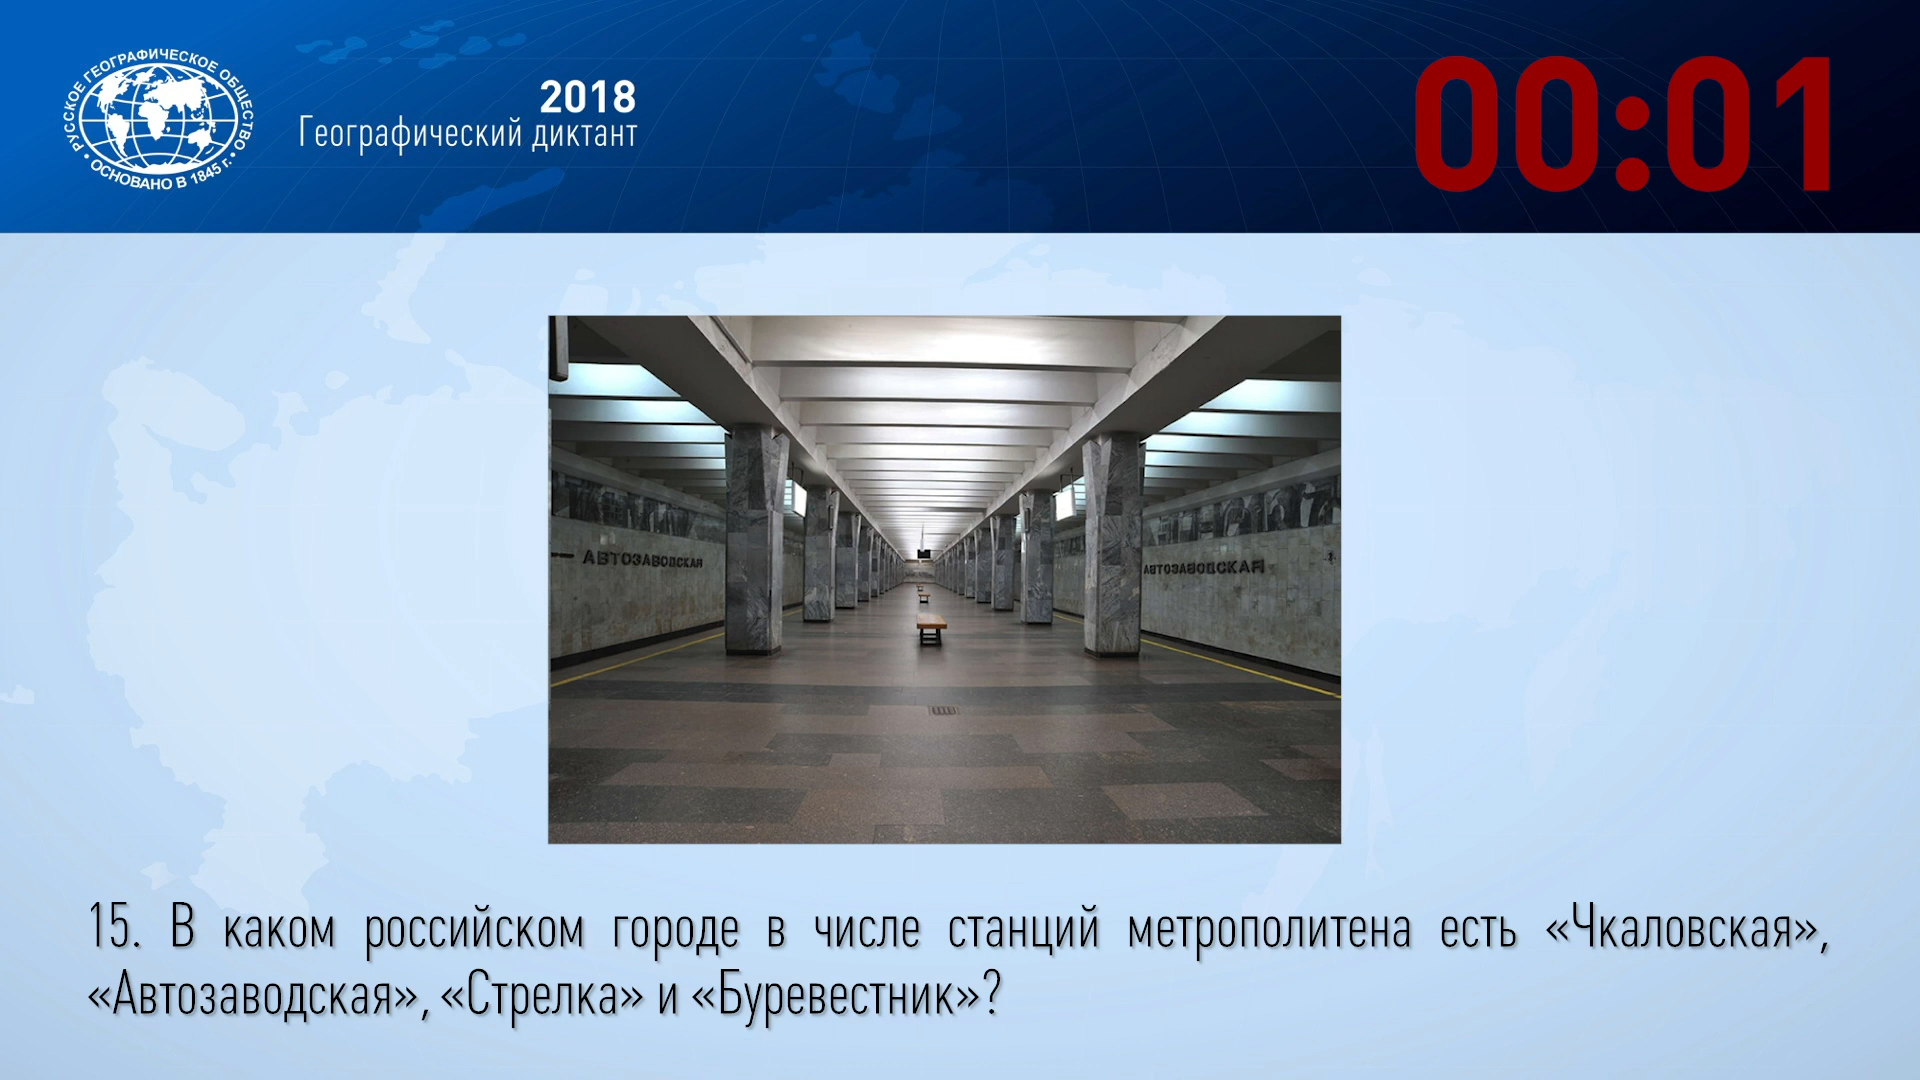 РУССКОЕ ГЕОГРАФИЧЕСКОЕ ОБЩЕСТВО
• ОСНОВАНО В 1845 г. •
2018
Географический диктант
00:01
АВТОЗАВОДСКАЯ
АВТОЗАВОДСКАЯ
15. В каком российском городе в числе станций метрополитена есть «Чкаловская»,
«Автозаводская», «Стрелка» и «Буревестник»?